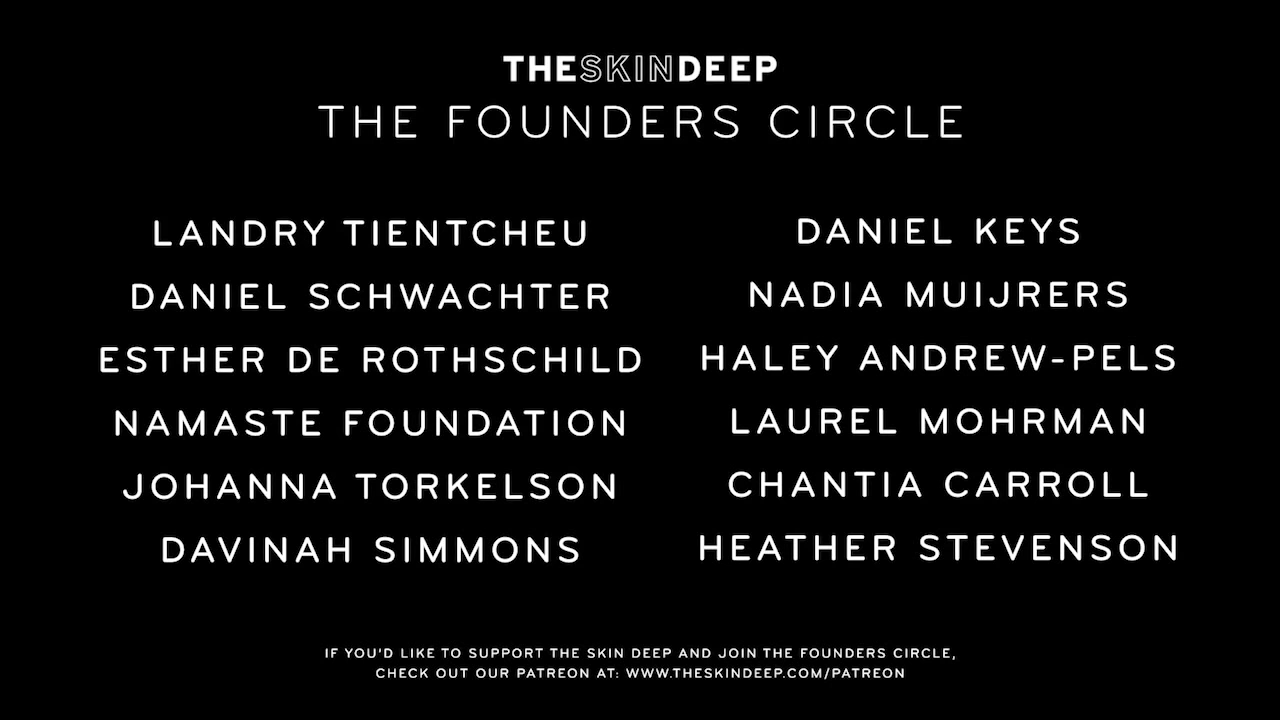 THESKINDEEP
THE FOUNDERS CIRCLE
LANDRY TIENTCHEU
DANIEL SCHWACHTER
ESTHER DE ROTHSCHILD
NAMASTE FOUNDATION
JOHANNA TORKELSON
DAVINAH SIMMONS
DANIEL KEYS
NADIA MUIJRERS
HALEY ANDREW-PELS
LAUREL MOHRMAN
CHANTIA CARROLL
HEATHER STEVENSON
IF YOU'D LIKE TO SUPPORT THE SKIN DEEP AND JOIN THE FOUNDERS CIRCLE,
CHECK OUT OUR PATREON AT: WWW.THESKINDEEP.COM/PATREON